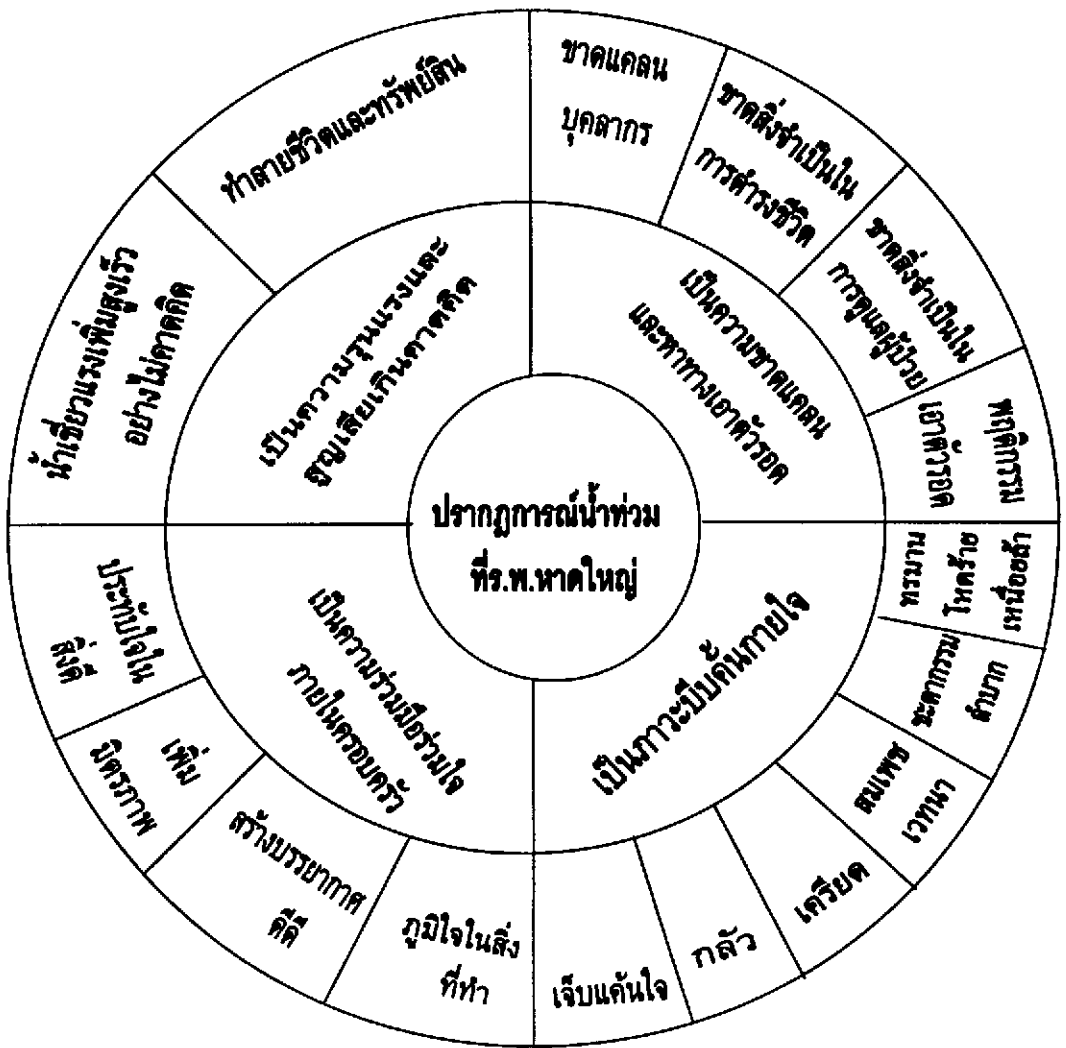 ปรากฏการณ์น้ำท่วม
ที่ร.พ.หาดใหญ่
เป็นความรุนแรงและ
สูญเสียเกินคาดคิด
น้ำเชี่ยวแรงเพิ่มสูงเร็ว
อย่างไม่คาดคิด
ทำลายชีวิตและทรัพย์สิน
เป็นความขาดแคลน
และหาทางเอาตัวรอด
ขาดแคลน
บุคลากร
ขาดสิ่งจำเป็นใน
การดำรงชีวิต
ขาดสิ่งจำเป็นใน
การดูแลผู้ป่วย
พฤติกรรม
เอาตัวรอด
เป็นภาวะบีบคั้นกายใจ
ทรมาน
โหดร้าย
เหนื่อยล้า
ชะตากรรม
ลำบาก
สมเพช
เวทนา
เครียด
กลัว
เจ็บแค้นใจ
เป็นความร่วมมือร่วมใจ
ภายในครอบครัว
ภูมิใจในสิ่ง
ที่ทำ
สร้างบรรยากาศ
ดีดี
เพิ่ม
มิตรภาพ
ประทับใจใน
สิ่งดี